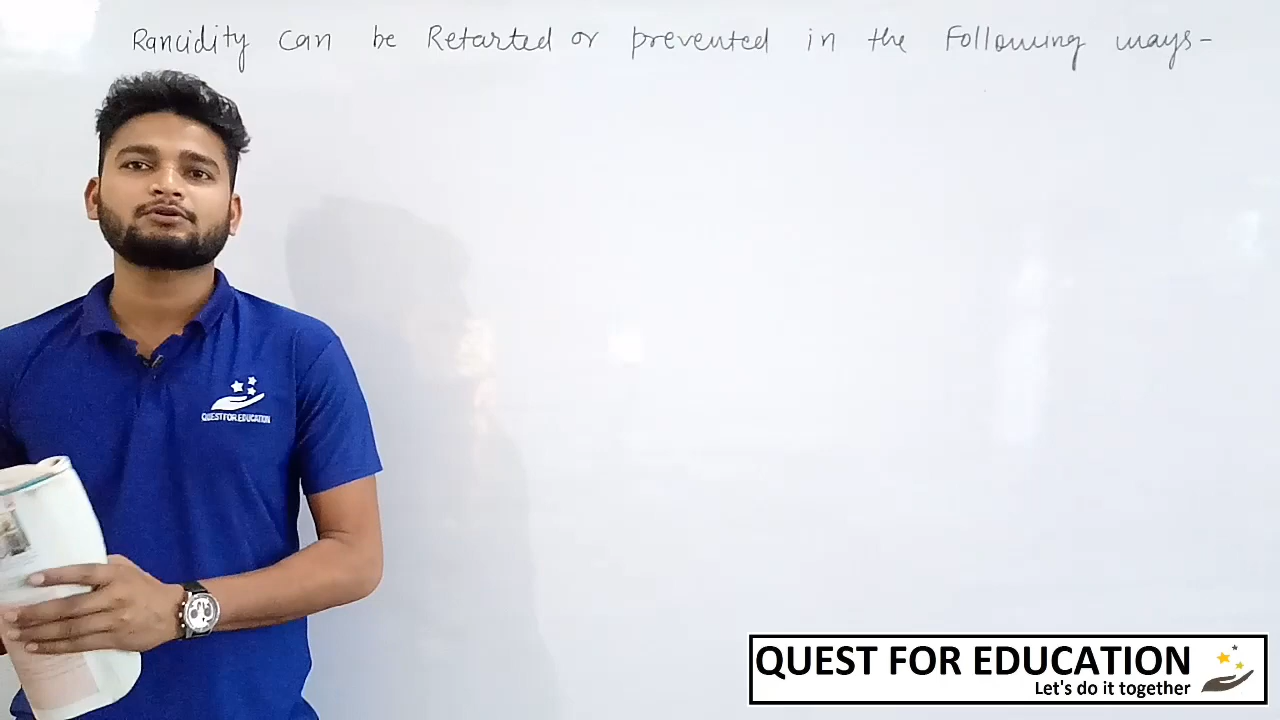 Rancidity can be Retarted or prevented in the Following ways-
QUEST FOR EDUCATION
QUEST FOR EDUCATION
Let's do it together